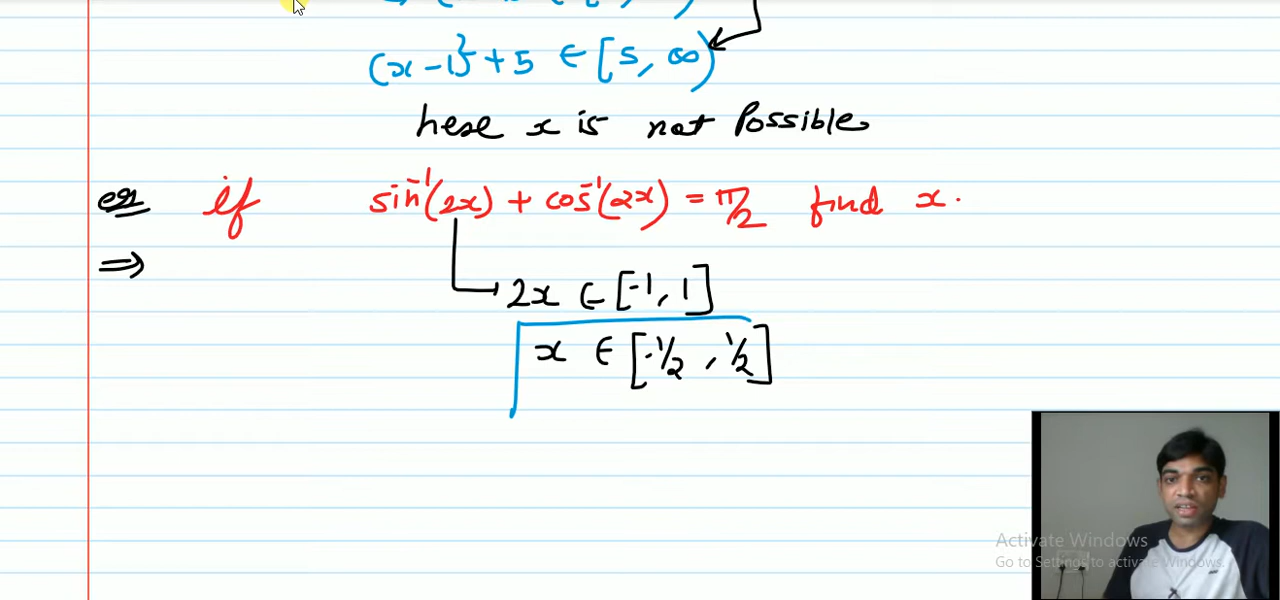 (x-1)²+5 ∈ [5, ∞)
here x is not Possible
ex if sin⁻¹(2x) + cos⁻¹(2x) = π/2 find x.
⇒
2x ∈ [-1, 1]
x ∈ [-1/2, 1/2]
Activate Windows
Go to Settings to activate Windows.